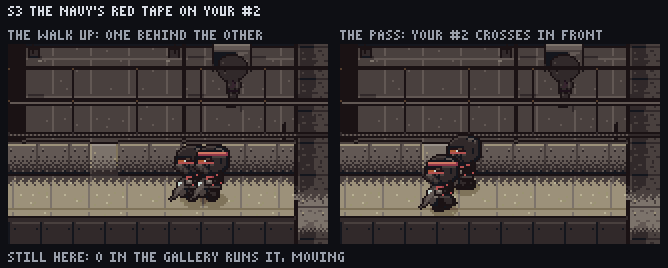 S3 THE NAVY'S RED TAPE ON YOUR #2
THE WALK UP: ONE BEHIND THE OTHER
THE PASS: YOUR #2 CROSSES IN FRONT
STILL HERE: O IN THE GALLERY RUNS IT, MOVING